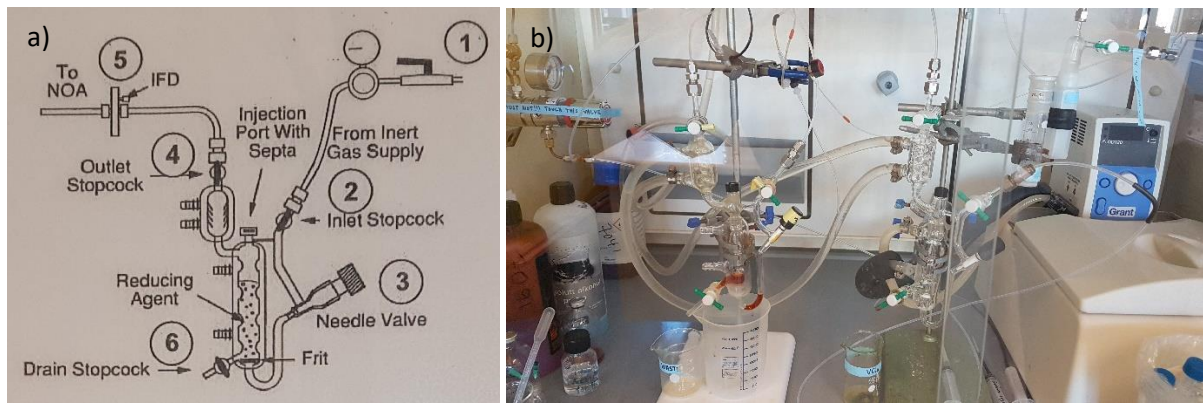 a)
5
To
NOA
IFD
1
Injection
Port With
Septa
From Inert
Gas Supply
4
Outlet
Stopcock
2
Inlet Stopcock
Reducing
Agent
3
Needle Valve
6
Drain Stopcock
Frit
b)
VALVE
Grant
WASTE